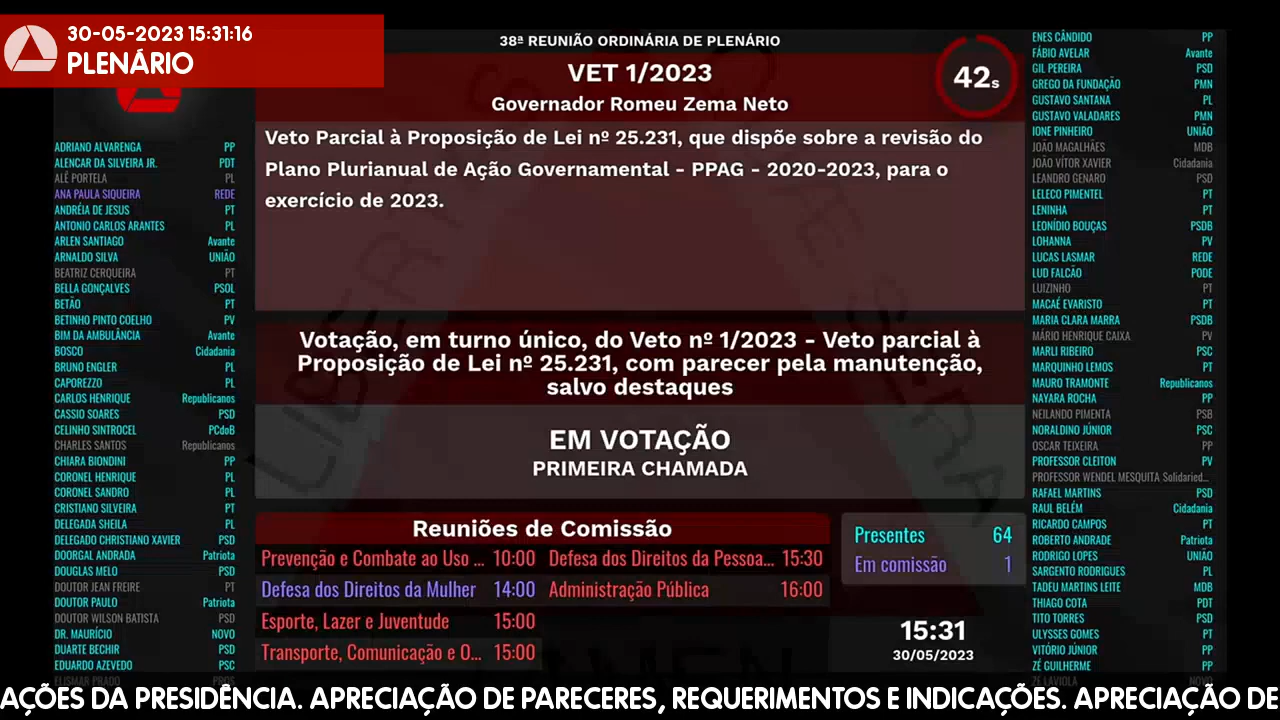 30-05-2023 15:31:16
PLENÁRIO
38ª REUNIÃO ORDINÁRIA DE PLENÁRIO
VET 1/2023
Governador Romeu Zema Neto
42s
Veto Parcial à Proposição de Lei nº 25.231, que dispõe sobre a revisão do
Plano Plurianual de Ação Governamental - PPAG - 2020-2023, para o
exercício de 2023.
Votação, em turno único, do Veto nº 1/2023 - Veto parcial à
Proposição de Lei nº 25.231, com parecer pela manutenção,
salvo destaques
EM VOTAÇÃO
PRIMEIRA CHAMADA
Reuniões de Comissão
Prevenção e Combate ao Uso ... 10:00
Defesa dos Direitos da Mulher 14:00
Esporte, Lazer e Juventude 15:00
Transporte, Comunicação e O... 15:00
Defesa dos Direitos da Pessoa... 15:30
Administração Pública 16:00
Presentes 64
Em comissão 1
15:31
30/05/2023
ADRIANO ALVARENGA PP
ALENCAR DA SILVEIRA JR. PDT
ALÊ PORTELA PL
ANA PAULA SIQUEIRA REDE
ANDRÉIA DE JESUS PT
ANTONIO CARLOS ARANTES PL
ARLEN SANTIAGO Avante
ARNALDO SILVA UNIÃO
BEATRIZ CERQUEIRA PT
BELLA GONÇALVES PSOL
BETÃO PT
BETINHO PINTO COELHO PV
BIM DA AMBULÂNCIA Avante
BOSCO Cidadania
BRUNO ENGLER PL
CAPOREZZO PL
CARLOS HENRIQUE Republicanos
CASSIO SOARES PSD
CELINHO SINTROCEL PCdoB
CHARLES SANTOS Republicanos
CHIARA BIONDINI PP
CORONEL HENRIQUE PL
CORONEL SANDRO PL
CRISTIANO SILVEIRA PT
DELEGADA SHEILA PL
DELEGADO CHRISTIANO XAVIER PSD
DOORGAL ANDRADA Patriota
DOUGLAS MELO PSD
DOUTOR JEAN FREIRE PT
DOUTOR PAULO Patriota
DOUTOR WILSON BATISTA PSD
DR. MAURÍCIO NOVO
DUARTE BECHIR PSD
EDUARDO AZEVEDO PSC
ELISMAR PRADO PROS
ENES CÂNDIDO PP
FÁBIO AVELAR Avante
GIL PEREIRA PSD
GREGO DA FUNDAÇÃO PMN
GUSTAVO SANTANA PL
GUSTAVO VALADARES PMN
IONE PINHEIRO UNIÃO
JOÃO MAGALHÃES MDB
JOÃO VÍTOR XAVIER Cidadania
LEANDRO GENARO PSD
LELECO PIMENTEL PT
LENINHA PT
LEONÍDIO BOUÇAS PSDB
LOHANNA PV
LUCAS LASMAR REDE
LUD FALCÃO PODE
LUIZINHO PT
MACAÉ EVARISTO PT
MARIA CLARA MARRA PSDB
MÁRIO HENRIQUE CAIXA PV
MARLI RIBEIRO PSC
MARQUINHO LEMOS PT
MAURO TRAMONTE Republicanos
NAYARA ROCHA PP
NEILANDO PIMENTA PSB
NORALDINO JÚNIOR PSC
OSCAR TEIXEIRA PP
PROFESSOR CLEITON PV
PROFESSOR WENDEL MESQUITA Solidaried...
RAFAEL MARTINS PSD
RAUL BELÉM Cidadania
RICARDO CAMPOS PT
ROBERTO ANDRADE Patriota
RODRIGO LOPES UNIÃO
SARGENTO RODRIGUES PL
TADEU MARTINS LEITE MDB
THIAGO COTA PDT
TITO TORRES PSD
ULYSSES GOMES PT
VITÓRIO JÚNIOR PP
ZÉ GUILHERME PP
ZÉ LAVIOLA NOVO
AÇÕES DA PRESIDÊNCIA. APRECIAÇÃO DE PARECERES, REQUERIMENTOS E INDICAÇÕES. APRECIAÇÃO DE